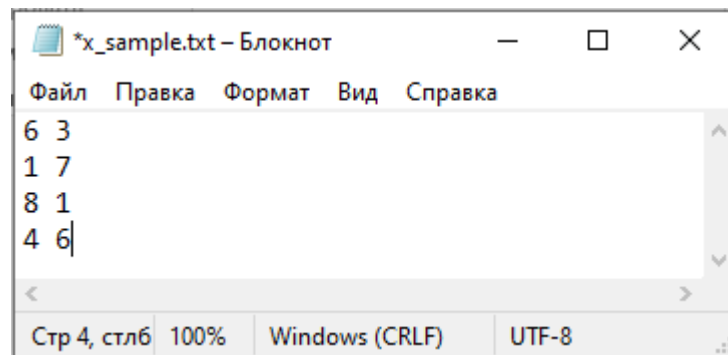 *x_sample.txt – Блокнот
Файл Правка Формат Вид Справка
6 3
1 7
8 1
4 6
Стр 4, стлб 100% Windows (CRLF) UTF-8